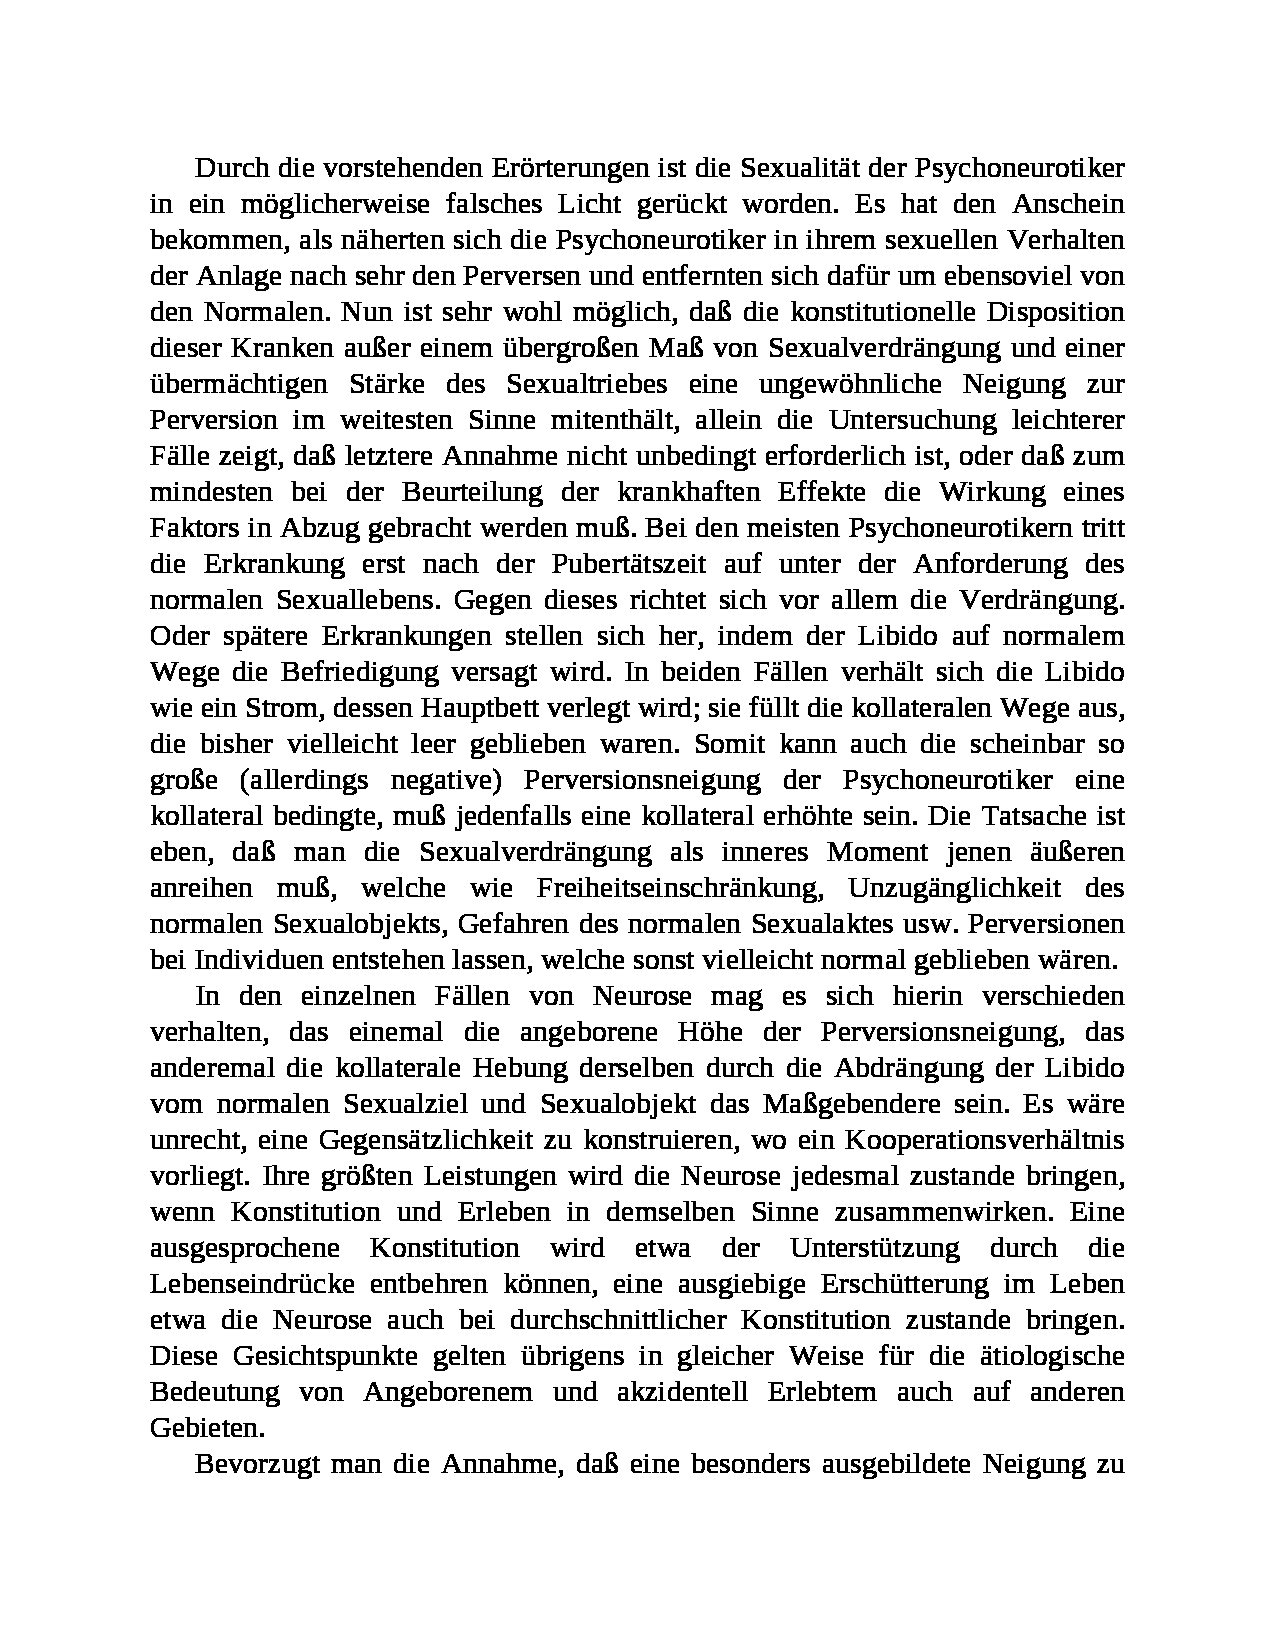 Durch die vorstehenden Erörterungen ist die Sexualität der Psychoneurotiker
in ein möglicherweise falsches Licht gerückt worden. Es hat den Anschein
bekommen, als näherten sich die Psychoneurotiker in ihrem sexuellen Verhalten
der Anlage nach sehr den Perversen und entfernten sich dafür um ebensoviel von
den Normalen. Nun ist sehr wohl möglich, daß die konstitutionelle Disposition
dieser Kranken außer einem übergroßen Maß von Sexualverdrängung und einer
übermächtigen Stärke des Sexualtriebes eine ungewöhnliche Neigung zur
Perversion im weitesten Sinne mitenthält, allein die Untersuchung leichterer
Fälle zeigt, daß letztere Annahme nicht unbedingt erforderlich ist, oder daß zum
mindesten bei der Beurteilung der krankhaften Effekte die Wirkung eines
Faktors in Abzug gebracht werden muß. Bei den meisten Psychoneurotikern tritt
die Erkrankung erst nach der Pubertätszeit auf unter der Anforderung des
normalen Sexuallebens. Gegen dieses richtet sich vor allem die Verdrängung.
Oder spätere Erkrankungen stellen sich her, indem der Libido auf normalem
Wege die Befriedigung versagt wird. In beiden Fällen verhält sich die Libido
wie ein Strom, dessen Hauptbett verlegt wird; sie füllt die kollateralen Wege aus,
die bisher vielleicht leer geblieben waren. Somit kann auch die scheinbar so
große (allerdings negative) Perversionsneigung der Psychoneurotiker eine
kollateral bedingte, muß jedenfalls eine kollateral erhöhte sein. Die Tatsache ist
eben, daß man die Sexualverdrängung als inneres Moment jenen äußeren
anreihen muß, welche wie Freiheitseinschränkung, Unzugänglichkeit des
normalen Sexualobjekts, Gefahren des normalen Sexualaktes usw. Perversionen
bei Individuen entstehen lassen, welche sonst vielleicht normal geblieben wären.
In den einzelnen Fällen von Neurose mag es sich hierin verschieden
verhalten, das einemal die angeborene Höhe der Perversionsneigung, das
anderemal die kollaterale Hebung derselben durch die Abdrängung der Libido
vom normalen Sexualziel und Sexualobjekt das Maßgebendere sein. Es wäre
unrecht, eine Gegensätzlichkeit zu konstruieren, wo ein Kooperationsverhältnis
vorliegt. Ihre größten Leistungen wird die Neurose jedesmal zustande bringen,
wenn Konstitution und Erleben in demselben Sinne zusammenwirken. Eine
ausgesprochene Konstitution wird etwa der Unterstützung durch die
Lebenseindrücke entbehren können, eine ausgiebige Erschütterung im Leben
etwa die Neurose auch bei durchschnittlicher Konstitution zustande bringen.
Diese Gesichtspunkte gelten übrigens in gleicher Weise für die ätiologische
Bedeutung von Angeborenem und akzidentell Erlebtem auch auf anderen
Gebieten.
Bevorzugt man die Annahme, daß eine besonders ausgebildete Neigung zu